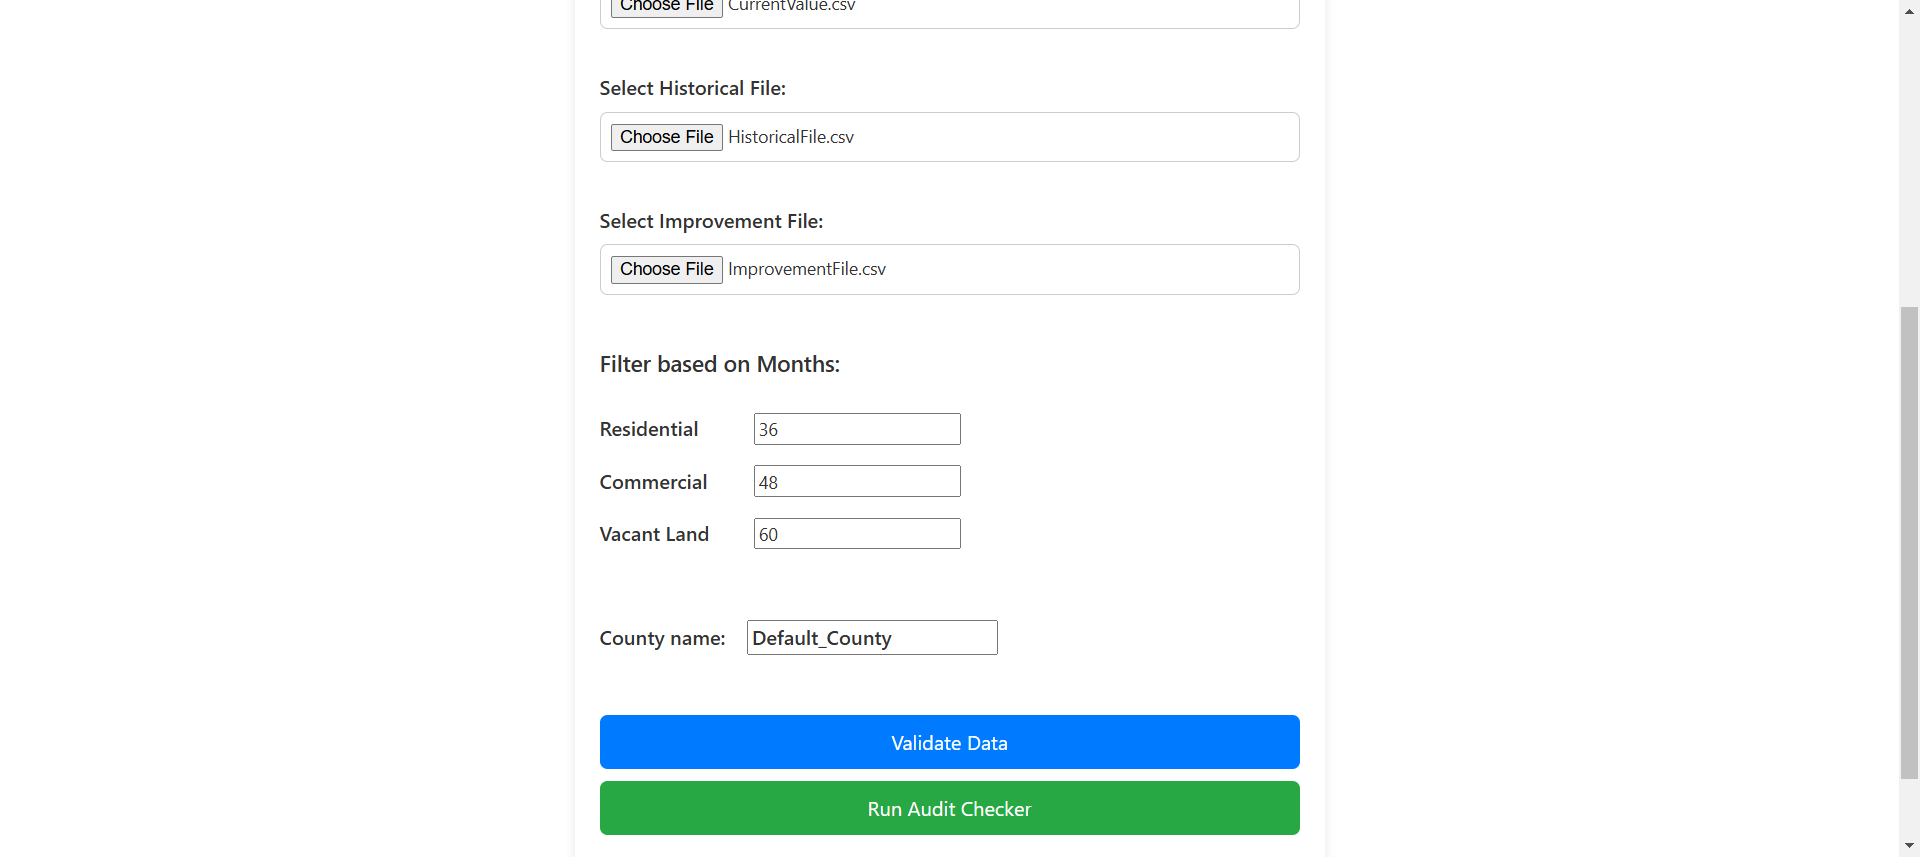 Choose File CurrentValue.csv
Select Historical File:
Choose File HistoricalFile.csv
Select Improvement File:
Choose File ImprovementFile.csv
Filter based on Months:
Residential 36
Commercial 48
Vacant Land 60
County name: Default_County
Validate Data
Run Audit Checker